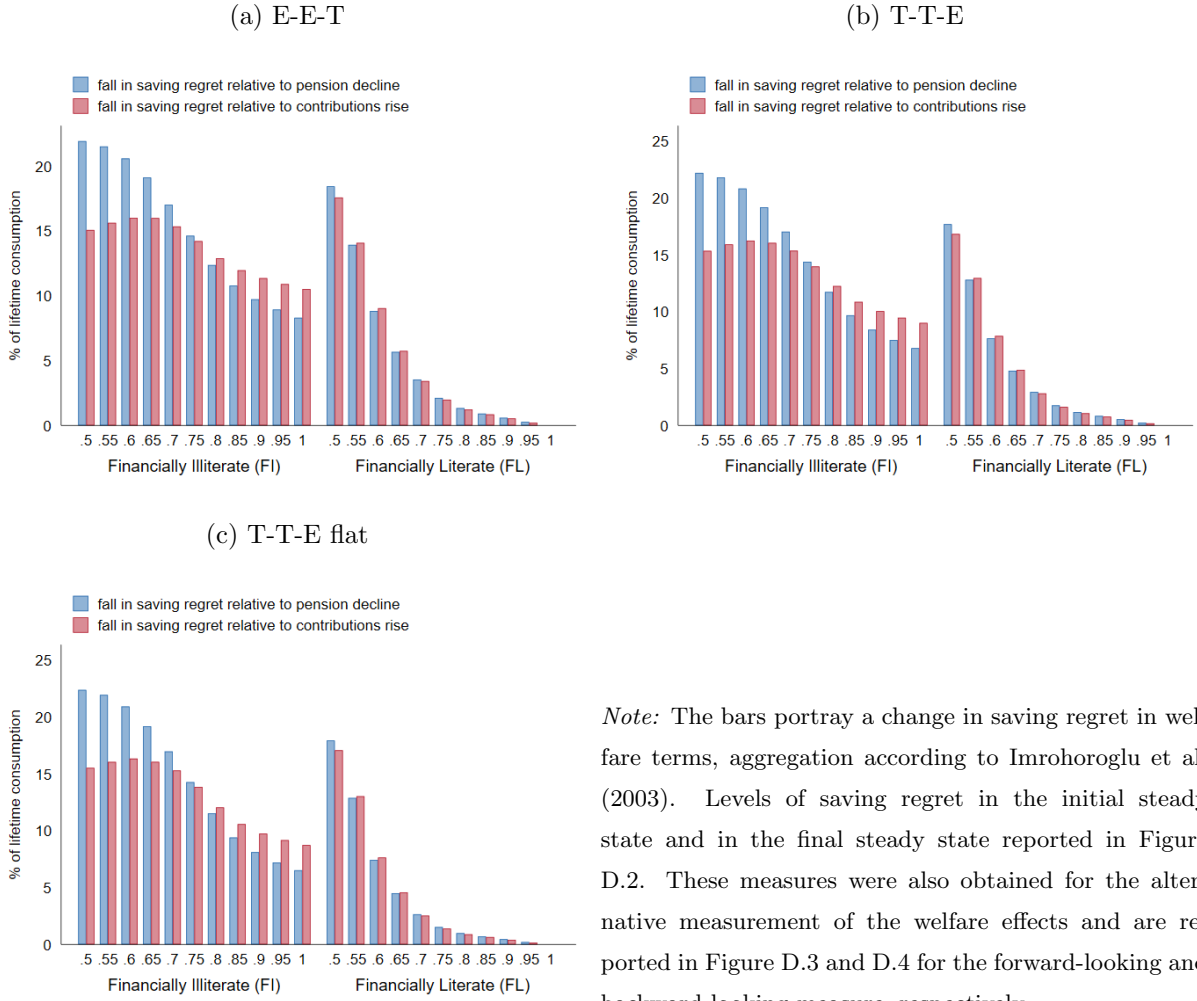 (a) E-E-T
fall in saving regret relative to pension decline
fall in saving regret relative to contributions rise
% of lifetime consumption
20
15
10
5
0
.5 .55 .6 .65 .7 .75 .8 .85 .9 .95 1 .5 .55 .6 .65 .7 .75 .8 .85 .9 .95 1
Financially Illiterate (FI) Financially Literate (FL)
(b) T-T-E
fall in saving regret relative to pension decline
fall in saving regret relative to contributions rise
% of lifetime consumption
25
20
15
10
5
0
.5 .55 .6 .65 .7 .75 .8 .85 .9 .95 1 .5 .55 .6 .65 .7 .75 .8 .85 .9 .95 1
Financially Illiterate (FI) Financially Literate (FL)
(c) T-T-E flat
fall in saving regret relative to pension decline
fall in saving regret relative to contributions rise
% of lifetime consumption
25
20
15
10
5
0
.5 .55 .6 .65 .7 .75 .8 .85 .9 .95 1 .5 .55 .6 .65 .7 .75 .8 .85 .9 .95 1
Financially Illiterate (FI) Financially Literate (FL)
Note: The bars portray a change in saving regret in wel
fare terms, aggregation according to Imrohoroglu et al
(2003). Levels of saving regret in the initial steady
state and in the final steady state reported in Figur
D.2. These measures were also obtained for the alter
native measurement of the welfare effects and are re
ported in Figure D.3 and D.4 for the forward-looking and
backward-looking measure, respectively